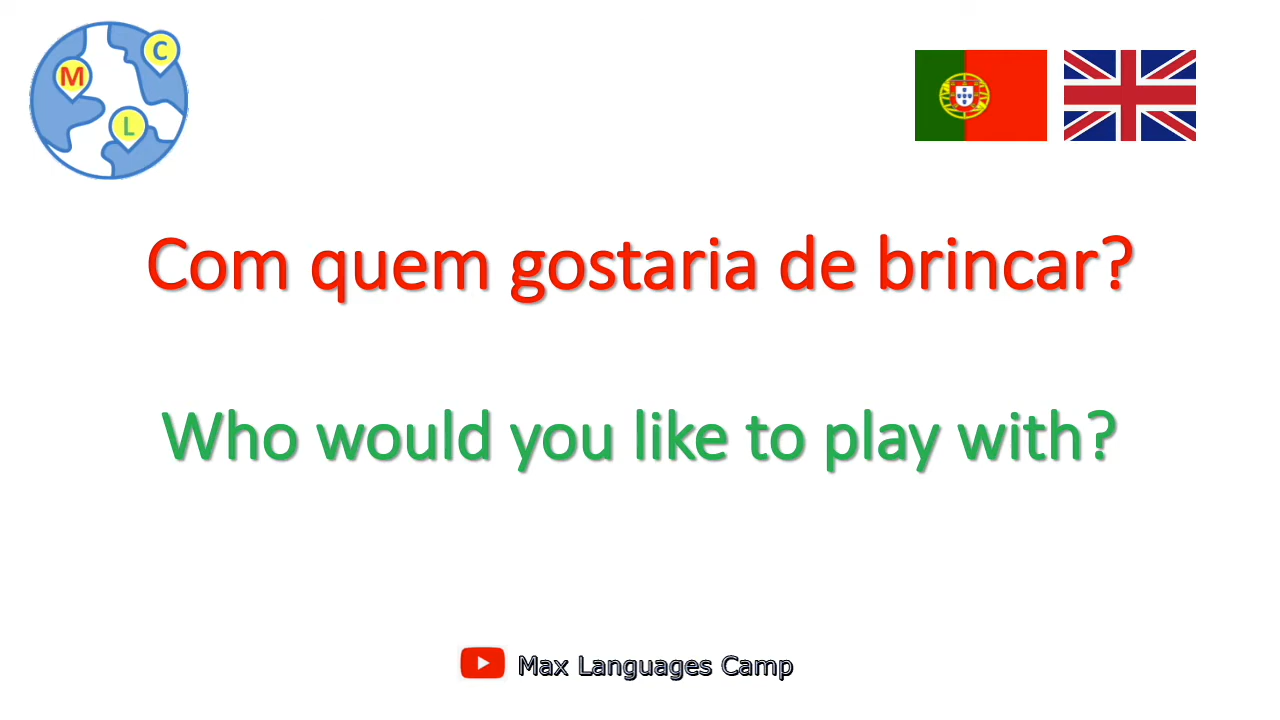 M
C
L
Com quem gostaria de brincar?
Who would you like to play with?
Max Languages Camp